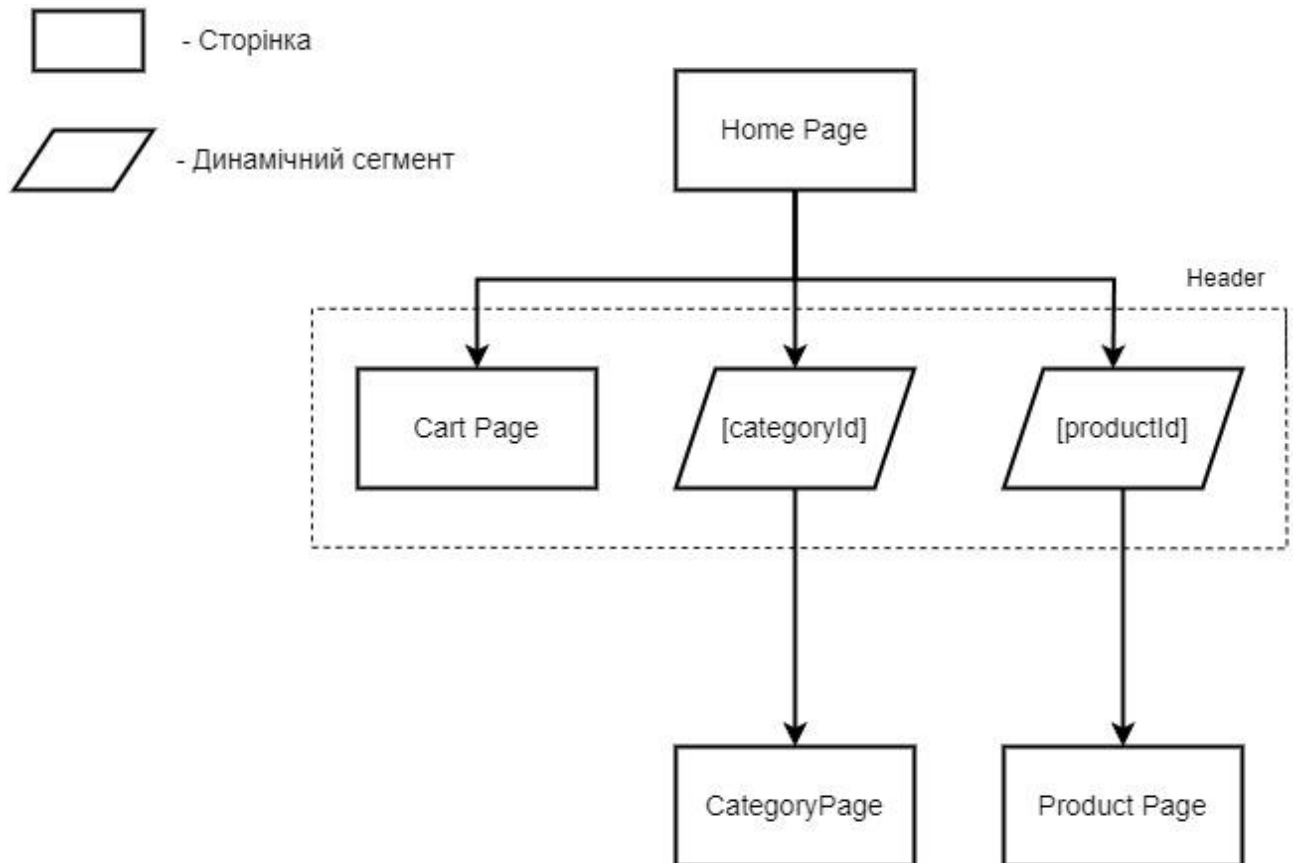 - Сторінка
- Динамічний сегмент
Home Page
Header
Cart Page
[categoryId]
[productId]
CategoryPage
Product Page